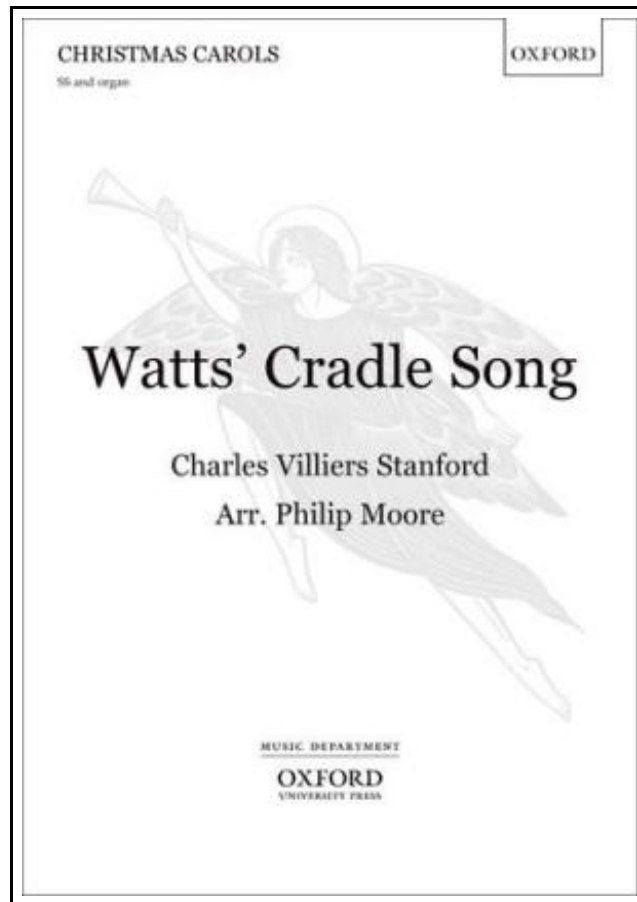 CHRISTMAS CAROLS
OXFORD
SS and organ
Watts’ Cradle Song
Charles Villiers Stanford
Arr. Philip Moore
MUSIC DEPARTMENT
OXFORD
UNIVERSITY PRESS